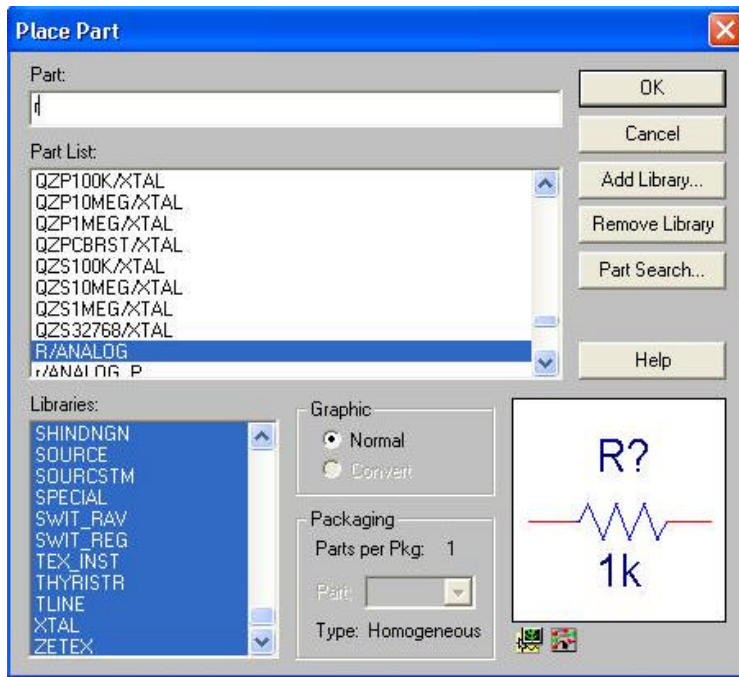 Place Part
Part:
r
OK
Cancel
Part List:
QZP100K/XTAL
QZP10MEG/XTAL
QZP1MEG/XTAL
QZPCBRST/XTAL
QZS100K/XTAL
QZS10MEG/XTAL
QZS1MEG/XTAL
QZS32768/XTAL
R/ANALOG
r/ANALOG_P
Add Library...
Remove Library
Part Search...
Help
Libraries:
SHINDNGN
SOURCE
SOURCSTM
SPECIAL
SWIT_RAV
SWIT_REG
TEX_INST
THYRISTR
TLINE
XTAL
ZETEX
Graphic
Normal
Convert
Packaging
Parts per Pkg: 1
Part:
Type: Homogeneous
R?
1k